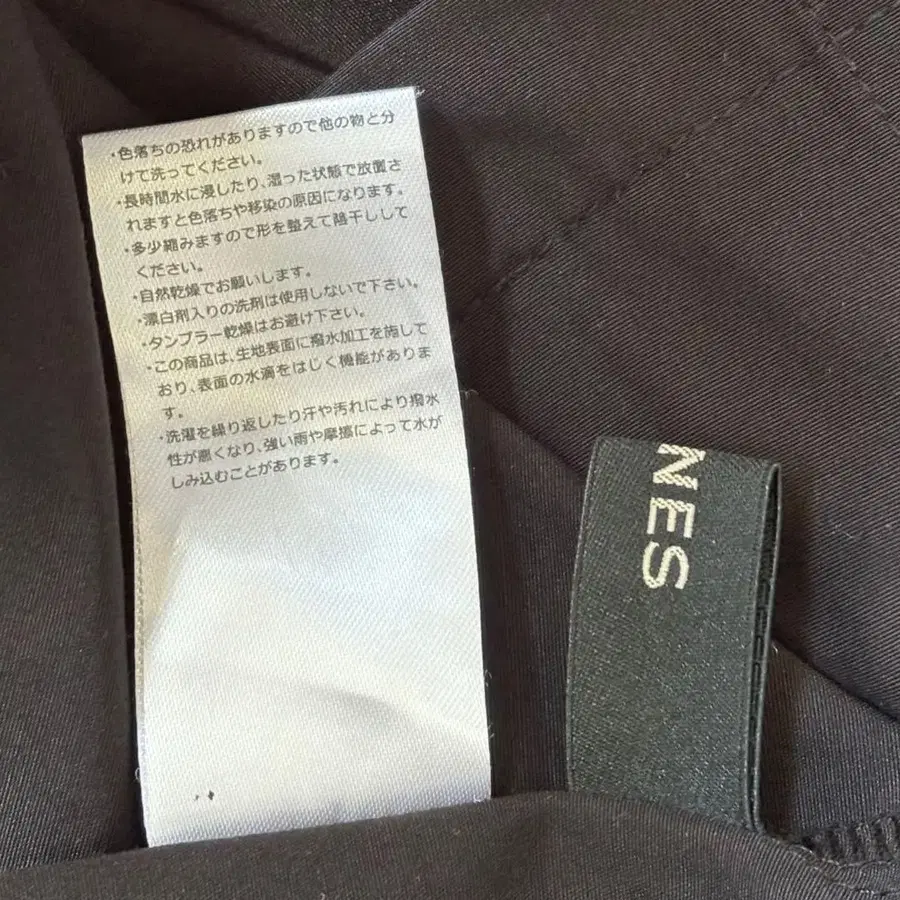 ・色落ちの恐れがありますので他の物と分
けて洗ってください。
・長時間水に浸したり、湿った状態で放置さ
れますと色落ちや移染の原因になります。
・多少縮みますので形を整えて陰干しして
ください。
・自然乾燥でお願いします。
・漂白剤入りの洗剤は使用しないで下さい。
・タンブラー乾燥はお避け下さい。
・この商品は、生地表面に撥水加工を施して
おり、表面の水滴をはじく機能がありま
す。
・洗濯を繰り返したり汗や汚れにより撥水
性が悪くなり、強い雨や摩擦によって水が
しみ込むことがあります。
NES